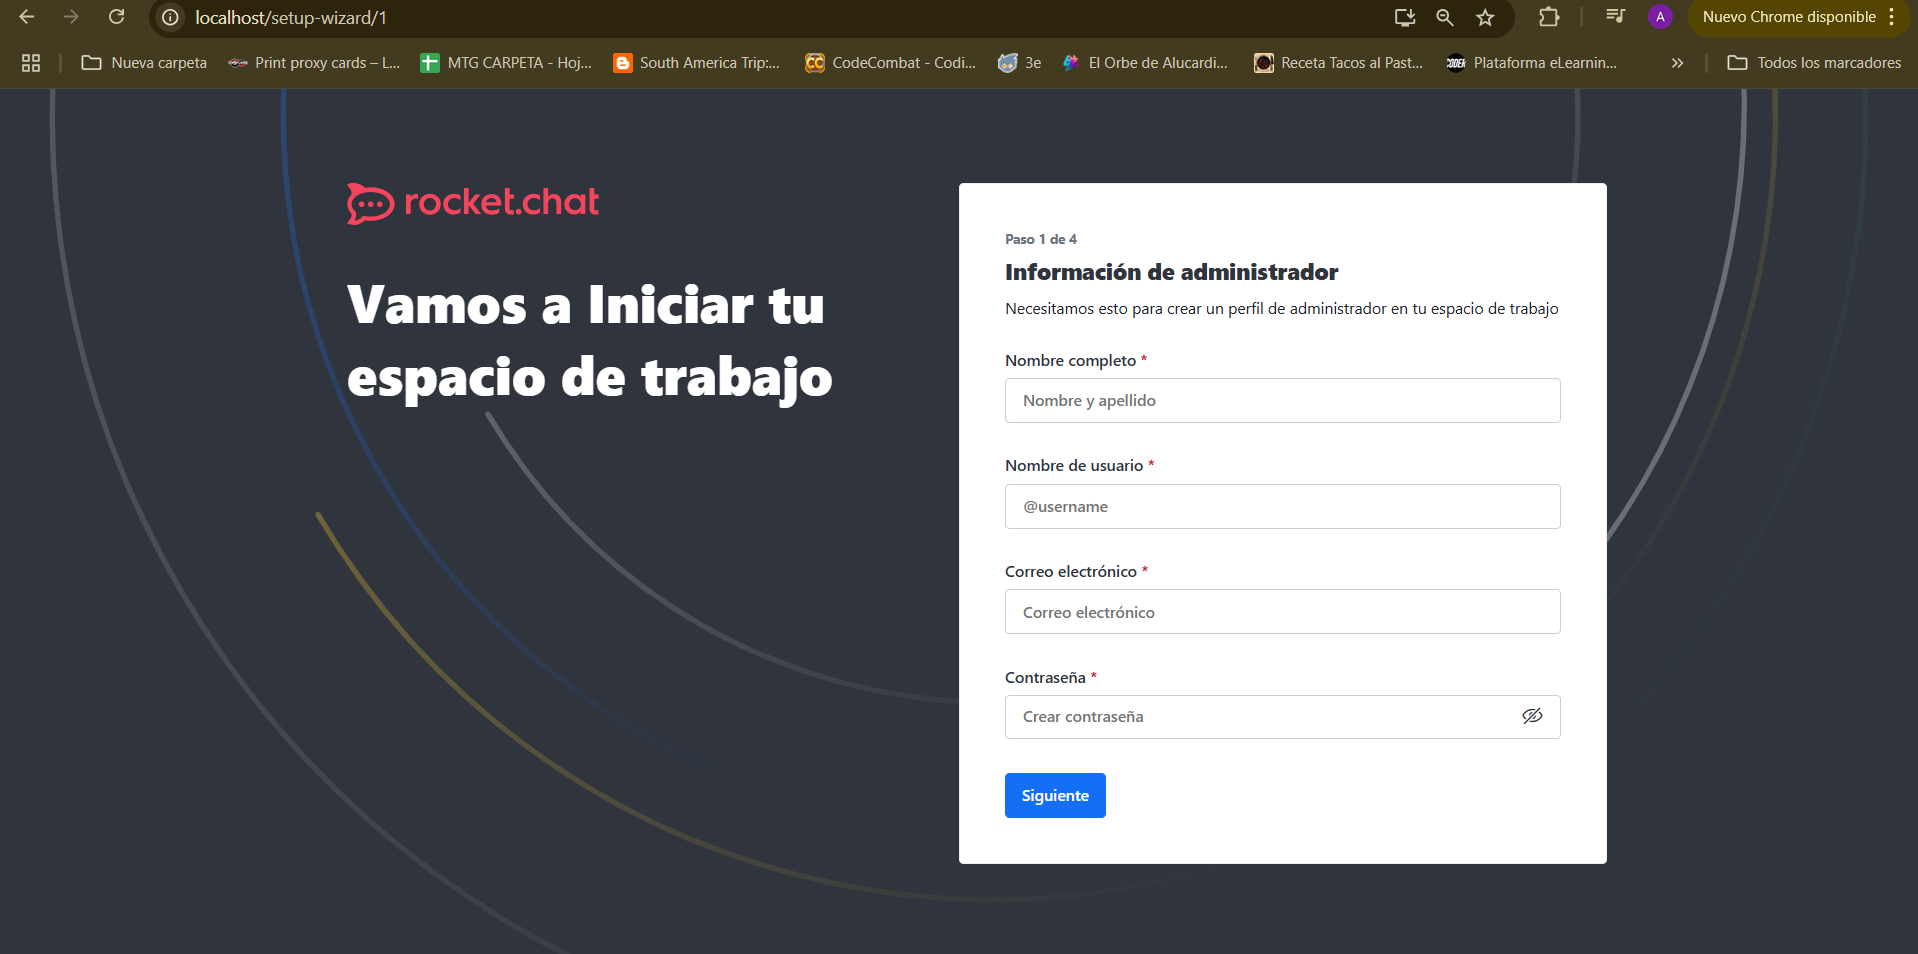 localhost/setup-wizard/1
A
Nuevo Chrome disponible
Nueva carpeta
Print proxy cards – L...
MTG CARPETA - Hoj...
South America Trip:...
CodeCombat - Codi...
3e
El Orbe de Alucardi...
Receta Tacos al Past...
Plataforma eLearnin...
Todos los marcadores
rocket.chat
Vamos a Iniciar tu
espacio de trabajo
Paso 1 de 4
Información de administrador
Necesitamos esto para crear un perfil de administrador en tu espacio de trabajo
Nombre completo *
Nombre y apellido
Nombre de usuario *
@username
Correo electrónico *
Correo electrónico
Contraseña *
Crear contraseña
Siguiente